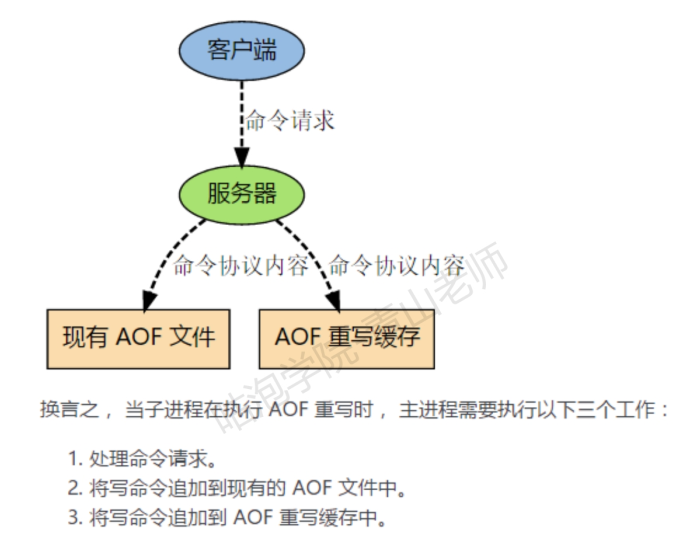 客户端
命令请求
服务器
命令协议内容 命令协议内容
现有 AOF 文件 AOF 重写缓存
咕泡学院 青山老师
换言之， 当子进程在执行 AOF 重写时， 主进程需要执行以下三个工作：
1. 处理命令请求。
2. 将写命令追加到现有的 AOF 文件中。
3. 将写命令追加到 AOF 重写缓存中。